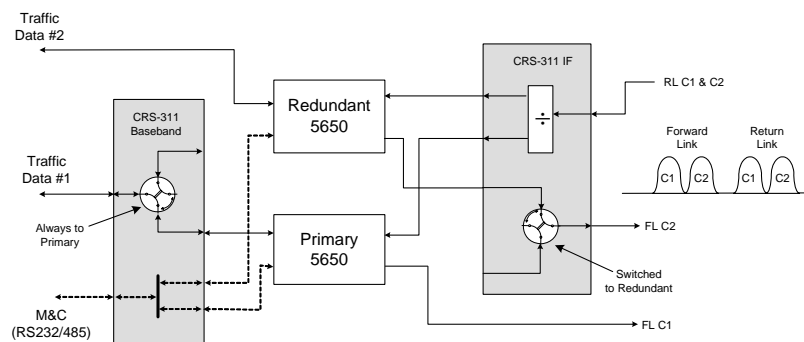 Traffic
Data #2
CRS-311 IF
CRS-311
Baseband
Redundant
5650
÷
RL C1 & C2
Forward
Link
Return
Link
C1
C2
C1
C2
Traffic
Data #1
Always to
Primary
Primary
5650
FL C2
Switched
to Redundant
M&C
(RS232/485)
FL C1